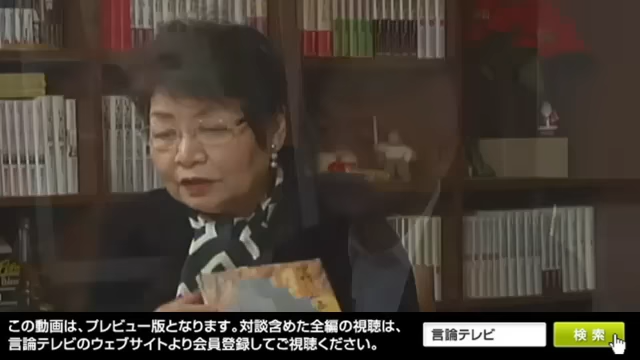 この動画は、プレビュー版となります。対談含めた全編の視聴は、
言論テレビのウェブサイトより会員登録してご視聴ください。
言論テレビ
検索